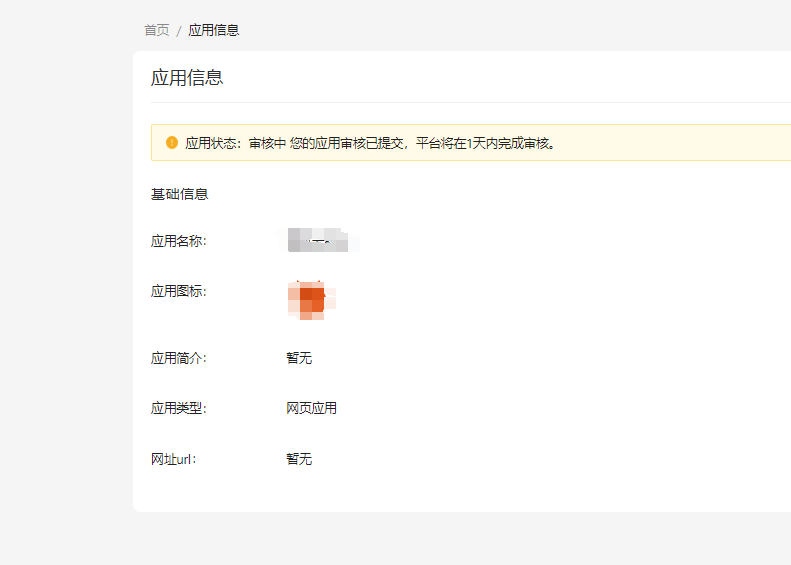 首页 / 应用信息
应用信息
应用状态：审核中 您的应用审核已提交，平台将在1天内完成审核。
基础信息
应用名称：
应用图标：
应用简介： 暂无
应用类型： 网页应用
网址url： 暂无